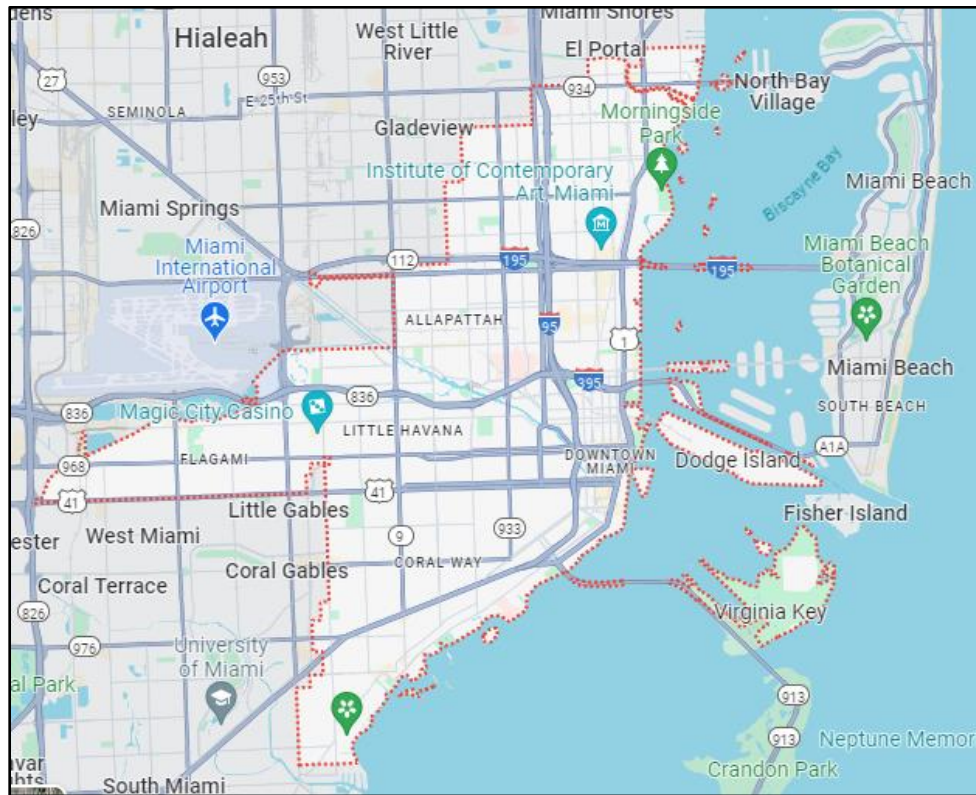 Miami Shores
West Little
River
El Portal
Hialeah
27
953
E 25th St
934
North Bay
Village
SEMINOLA
Gladeview
Morningside
Park
Institute of Contemporary
Art, Miami
Biscayne Bay
Miami Beach
Miami Springs
826
Miami
International
Airport
112
195
195
Miami Beach
Botanical
Garden
ALLAPATTAH
95
1
395
Miami Beach
836
836
Magic City Casino
SOUTH BEACH
LITTLE HAVANA
A1A
968
FLAGAMI
DOWNTOWN
MIAMI
Dodge Island
41
41
Little Gables
Fisher Island
West Miami
9
933
Coral Gables
CORAL WAY
Coral Terrace
826
Virginia Key
976
University
of Miami
913
913
Neptune Memor
Crandon Park
South Miami